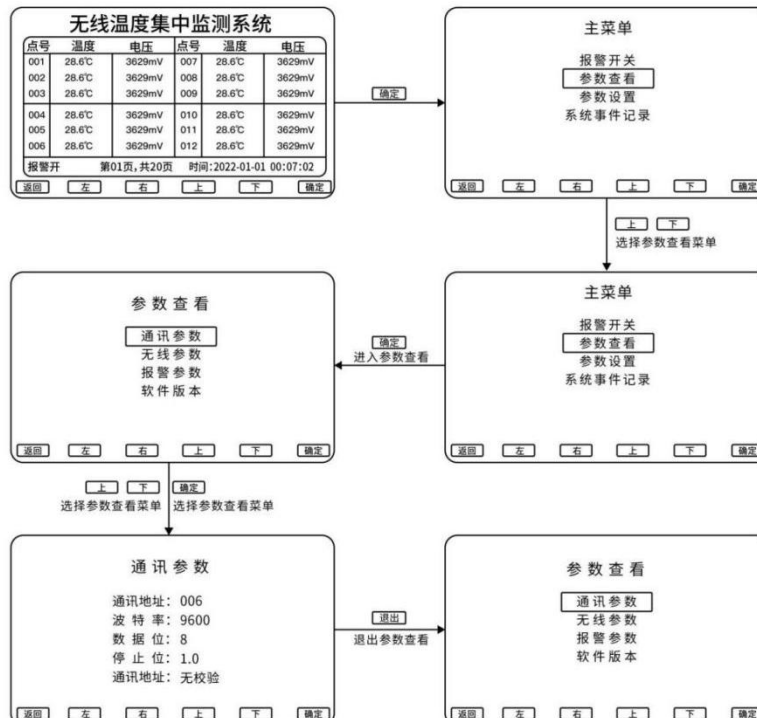 无线温度集中监测系统
点号 温度 电压 点号 温度 电压
001 28.6℃ 3629mV 007 28.6℃ 3629mV
002 28.6℃ 3629mV 008 28.6℃ 3629mV
003 28.6℃ 3629mV 009 28.6℃ 3629mV
004 28.6℃ 3629mV 010 28.6℃ 3629mV
005 28.6℃ 3629mV 011 28.6℃ 3629mV
006 28.6℃ 3629mV 012 28.6℃ 3629mV
报警开 第01页,共20页 时间:2022-01-01 00:07:02
返回 左 右 上 下 确定
确定
主菜单
报警开关
参数查看
参数设置
系统事件记录
返回 左 右 上 下 确定
上 下
选择参数查看菜单
主菜单
报警开关
参数查看
参数设置
系统事件记录
返回 左 右 上 下 确定
确定
进入参数查看
参数查看
通讯参数
无线参数
报警参数
软件版本
返回 左 右 上 下 确定
上 下 确定
选择参数查看菜单 选择参数查看菜单
通讯参数
通讯地址: 006
波特率: 9600
数据位: 8
停止位: 1.0
通讯地址: 无校验
返回 左 右 上 下 确定
退出
退出参数查看
参数查看
通讯参数
无线参数
报警参数
软件版本
返回 左 右 上 下 确定